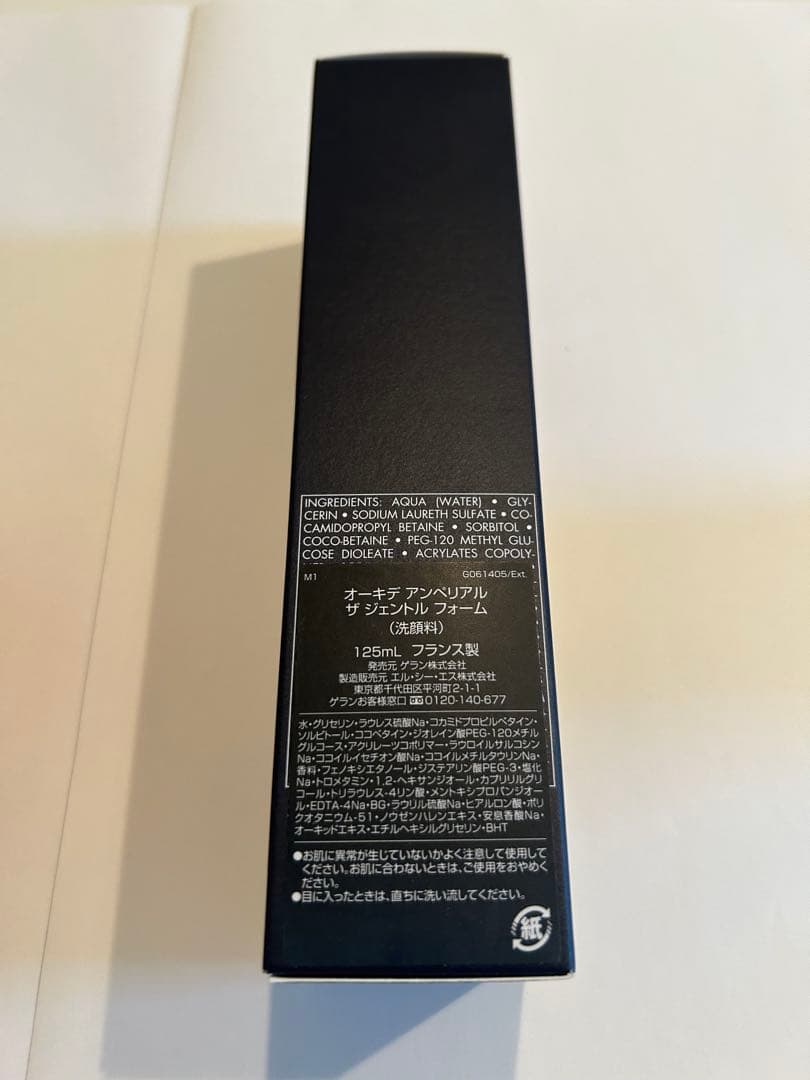 INGREDIENTS: AQUA (WATER) • GLY-
CERIN • SODIUM LAURETH SULFATE • CO-
CAMIDOPROPYL BETAINE • SORBITOL •
COCO-BETAINE • PEG-120 METHYL GLU
COSE DIOLEATE • ACRYLATES COPOLY-
M1 G061405/Ext.
オーキデ アンペリアル
ザ ジェントル フォーム
(洗顔料)
125mL フランス製
発売元 ゲラン株式会社
製造販売元 エル・シー・エス株式会社
東京都千代田区平河町2-1-1
ゲランお客様窓口 0120-140-677
水・グリセリン・ラウレス硫酸Na・コカミドプロピルベタイン・
ソルビトール・ココベタイン・ジオレイン酸PEG-120メチル
グルコース・アクリレーツコポリマー・ラウロイルサルコシン
Na・ココイルイセチオン酸Na・ココイルメチルタウリンNa・
香料・フェノキシエタノール・ジステアリン酸PEG-3・塩化
Na・トロメタミン・1,2-ヘキサンジオール・カプリリルグリ
コール・トリラウレス-4リン酸・メントキシプロパンジオー
ル・EDTA-4Na・BG・ラウリル硫酸Na・ヒアルロン酸・ポリ
クオタニウム-51・ノウゼンハレンエキス・安息香酸Na・
オーキッドエキス・エチルヘキシルグリセリン・BHT
●お肌に異常が生じていないかよく注意して使用して
ください。お肌に合わないときは、ご使用をおやめく
ださい。
●目に入ったときは、直ちに洗い流してください。
紙